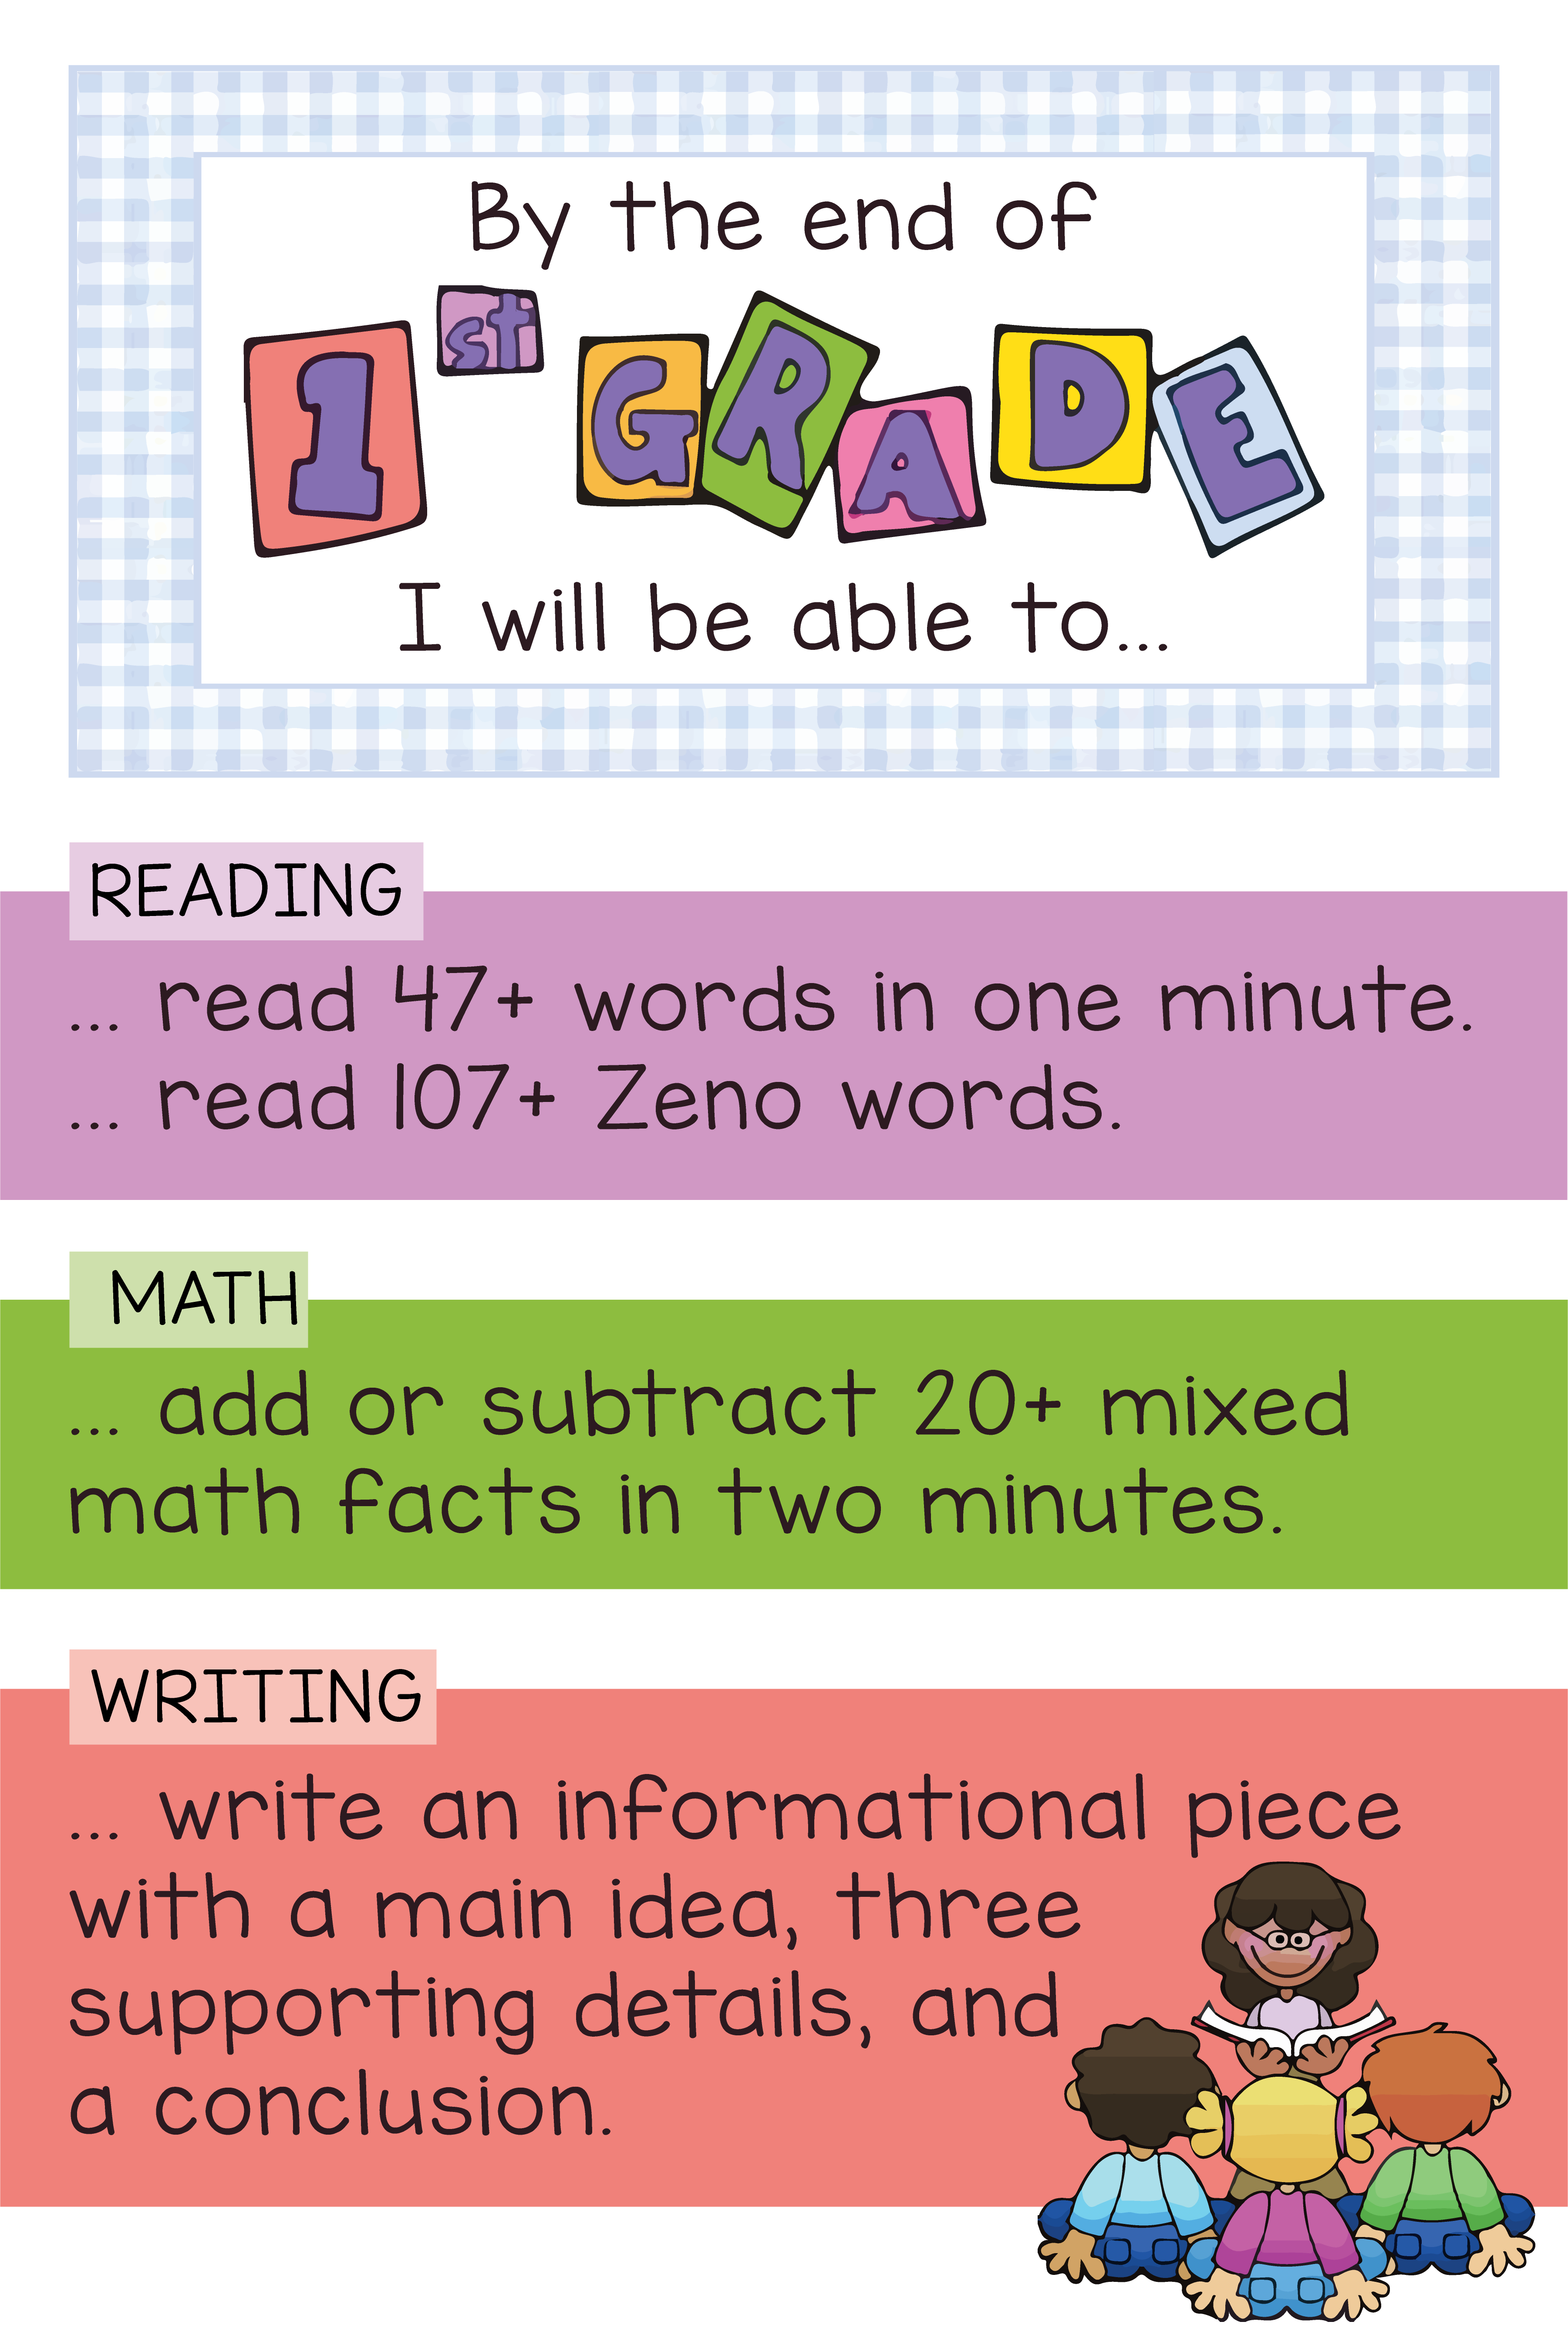 By the end of
1st GRADE
I will be able to...
READING
... read 47+ words in one minute.
... read 107+ Zeno words.
MATH
... add or subtract 20+ mixed
math facts in two minutes.
WRITING
... write an informational piece
with a main idea, three
supporting details, and
a conclusion.